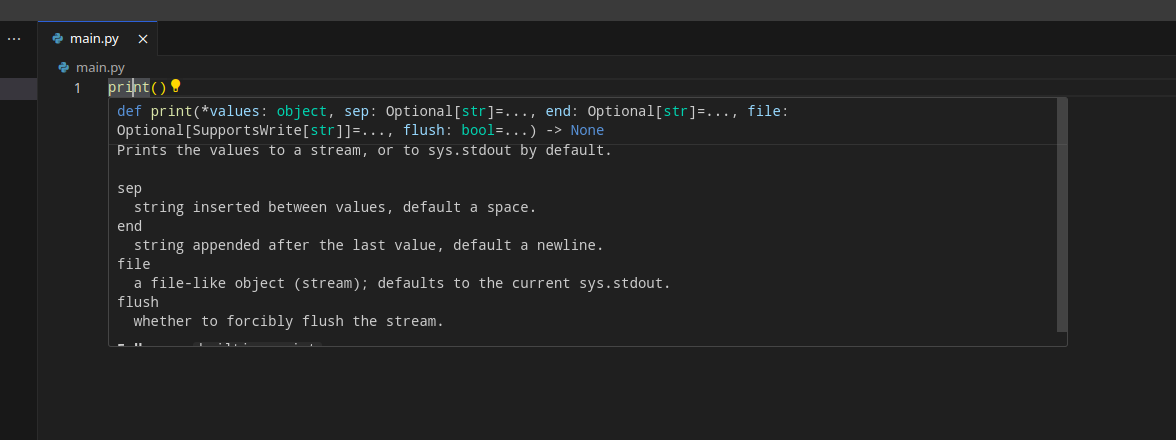 ···
main.py
main.py
1 print()
def print(*values: object, sep: Optional[str]=..., end: Optional[str]=..., file:
Optional[SupportsWrite[str]]=..., flush: bool=...) -> None
Prints the values to a stream, or to sys.stdout by default.
sep
string inserted between values, default a space.
end
string appended after the last value, default a newline.
file
a file-like object (stream); defaults to the current sys.stdout.
flush
whether to forcibly flush the stream.